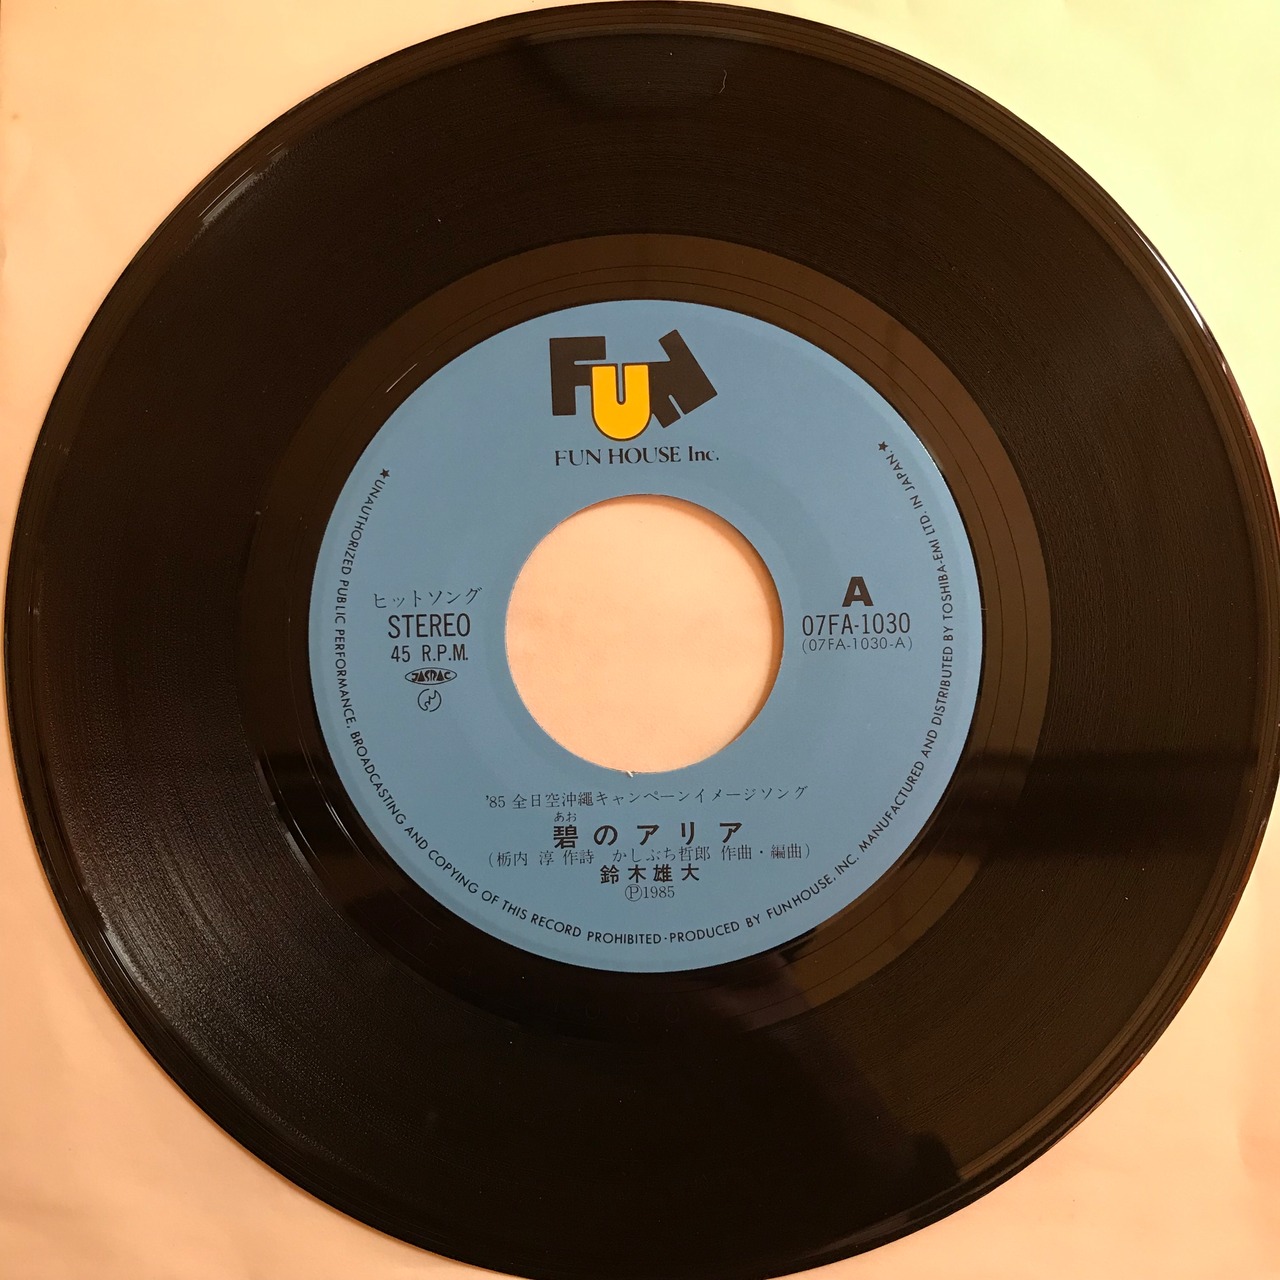 FUN
FUN HOUSE Inc.
ヒットソング
STEREO
45 R.P.M.
JASRAC
A
07FA-1030
(07FA-1030-A)
'85 全日空沖縄キャンペーンイメージソング
あお
碧のアリア
(栃内 淳 作詩 かしぶち哲郎 作曲・編曲)
鈴木雄大
Ⓟ1985
★UNAUTHORIZED PUBLIC PERFORMANCE, BROADCASTING AND COPYING OF THIS RECORD PROHIBITED·PRODUCED BY FUNHOUSE, INC. MANUFACTURED AND DISTRIBUTED BY TOSHIBA-EMI LTD. IN JAPAN.★